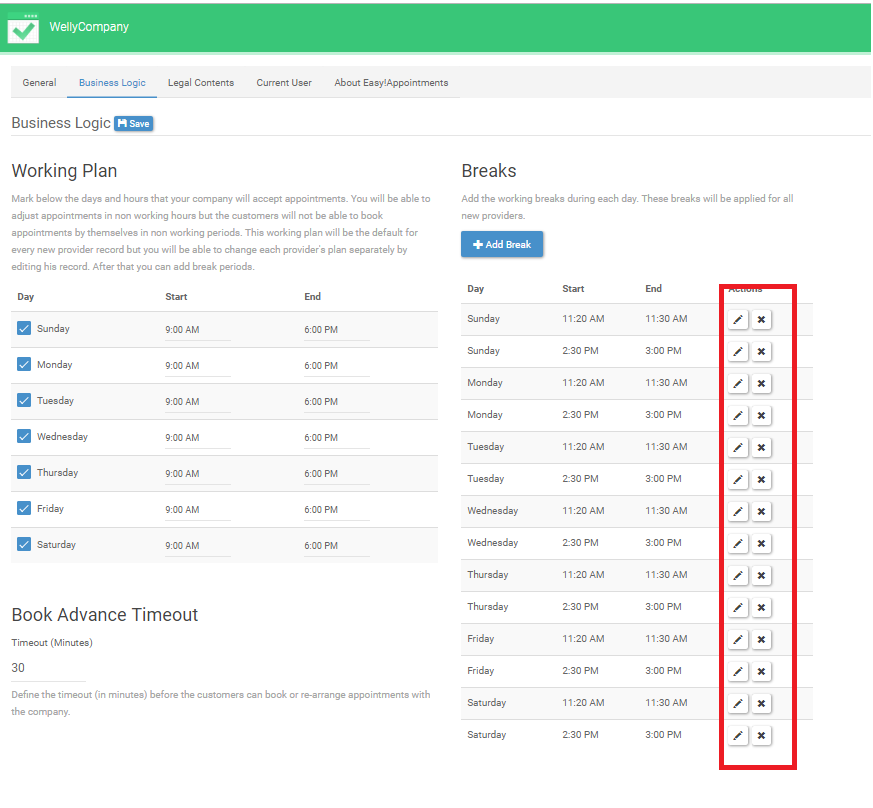 WellyCompany
General Business Logic Legal Contents Current User About Easy!Appointments
Business Logic Save
Working Plan
Mark below the days and hours that your company will accept appointments. You will be able to
adjust appointments in non working hours but the customers will not be able to book
appointments by themselves in non working periods. This working plan will be the default for
every new provider record but you will be able to change each provider's plan separately by
editing his record. After that you can add break periods.
Day Start End
Sunday 9:00 AM 6:00 PM
Monday 9:00 AM 6:00 PM
Tuesday 9:00 AM 6:00 PM
Wednesday 9:00 AM 6:00 PM
Thursday 9:00 AM 6:00 PM
Friday 9:00 AM 6:00 PM
Saturday 9:00 AM 6:00 PM
Book Advance Timeout
Timeout (Minutes)
30
Define the timeout (in minutes) before the customers can book or re-arrange appointments with
the company.
Breaks
Add the working breaks during each day. These breaks will be applied for all
new providers.
Add Break
Day Start End Actions
Sunday 11:20 AM 11:30 AM
Sunday 2:30 PM 3:00 PM
Monday 11:20 AM 11:30 AM
Monday 2:30 PM 3:00 PM
Tuesday 11:20 AM 11:30 AM
Tuesday 2:30 PM 3:00 PM
Wednesday 11:20 AM 11:30 AM
Wednesday 2:30 PM 3:00 PM
Thursday 11:20 AM 11:30 AM
Thursday 2:30 PM 3:00 PM
Friday 11:20 AM 11:30 AM
Friday 2:30 PM 3:00 PM
Saturday 11:20 AM 11:30 AM
Saturday 2:30 PM 3:00 PM